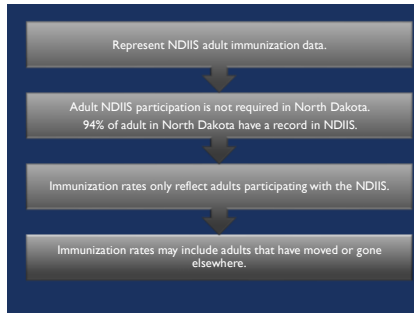 Represent NDIIS adult immunization data.
Adult NDIIS participation is not required in North Dakota.
94% of adult in North Dakota have a record in NDIIS.
Immunization rates only reflect adults participating with the NDIIS.
Immunization rates may include adults that have moved or gone
elsewhere.